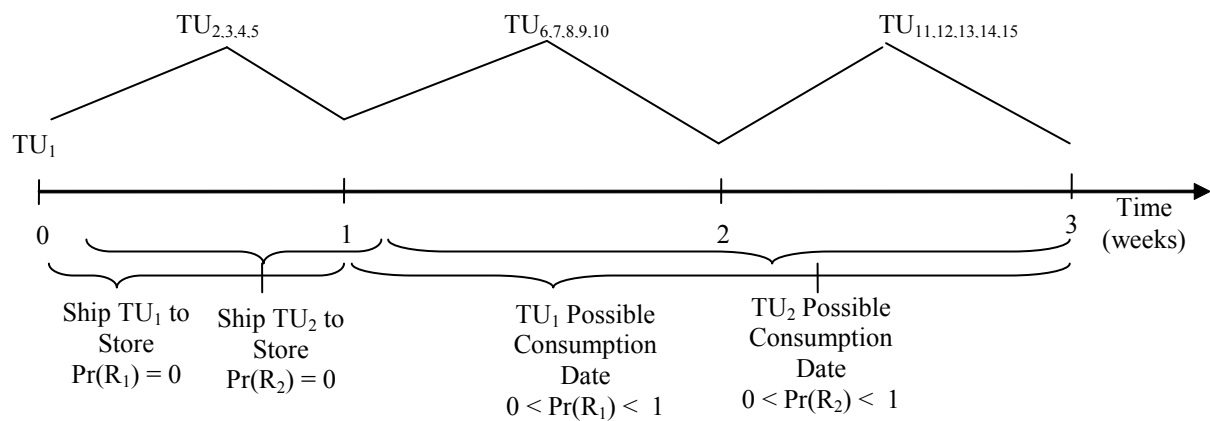 TU2,3,4,5
TU6,7,8,9,10
TU11,12,13,14,15
TU1
0
1
2
3
Time
(weeks)
Ship TU1 to
Store
Pr(R1) = 0
Ship TU2 to
Store
Pr(R2) = 0
TU1 Possible
Consumption
Date
0 < Pr(R1) < 1
TU2 Possible
Consumption
Date
0 < Pr(R2) < 1